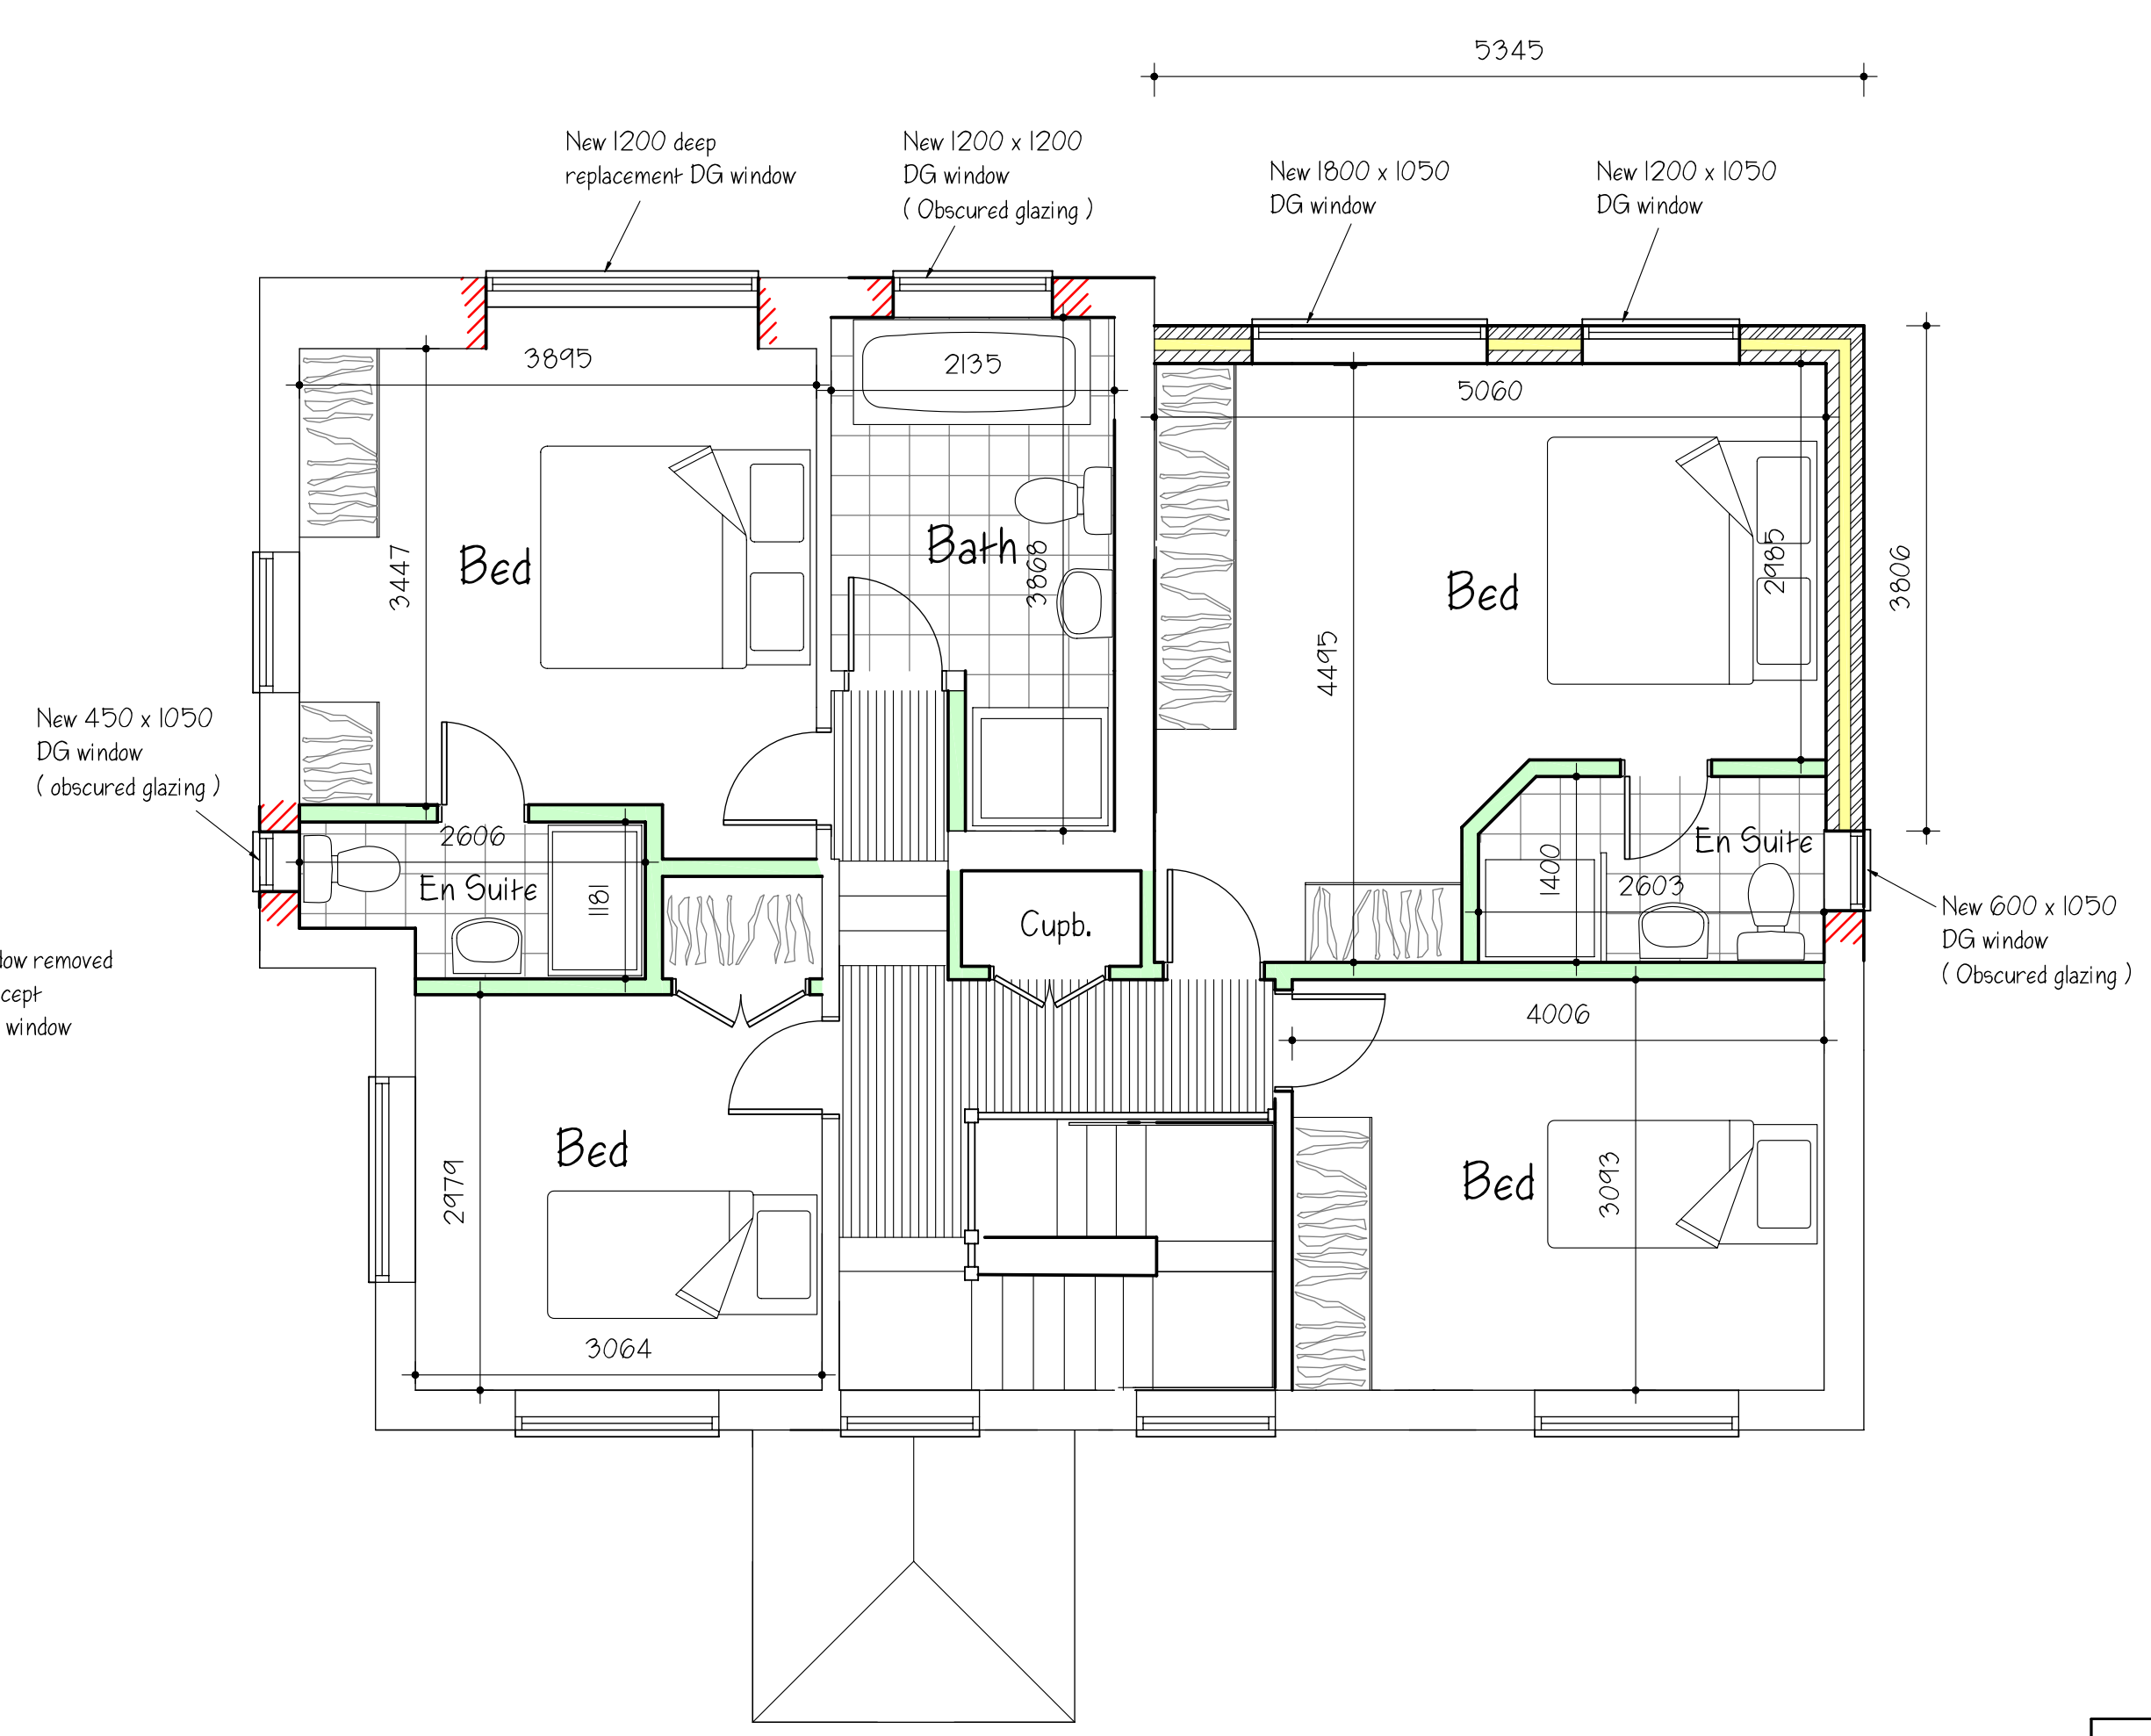 5345
New 1200 deep
replacement DG window
New 1200 x 1200
DG window
( Obscured glazing )
New 1800 x 1050
DG window
New 1200 x 1050
DG window
3895
2135
5060
3447
Bed
Bath
3868
Bed
2985
3806
4495
New 450 x 1050
DG window
( obscured glazing )
2606
En Suite
1181
Cupb.
1400
En Suite
2603
New 600 x 1050
DG window
( Obscured glazing )
removed
window
4006
Bed
2979
Bed
3093
3064